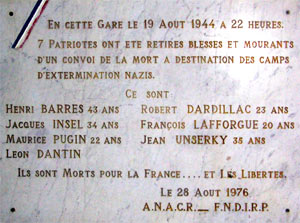 En cette Gare le 19 Aout 1944 a 22 heures.
7 Patriotes ont ete retires blesses et mourants
d'un convoi de la mort a destination des camps
d'extermination nazis.
Ce sont
Henri BARRES 43 ans Robert DARDILLAC 23 ans
Jacques INSEL 34 ans François LAFFORGUE 20 ans
Maurice PUGIN 22 ans Jean UNSERKY 35 ans
Leon DANTIN
Ils sont Morts pour la France.... et Les Libertes.
Le 28 Aout 1976
A.N.A.C.R._ F.N.D.I.R.P.